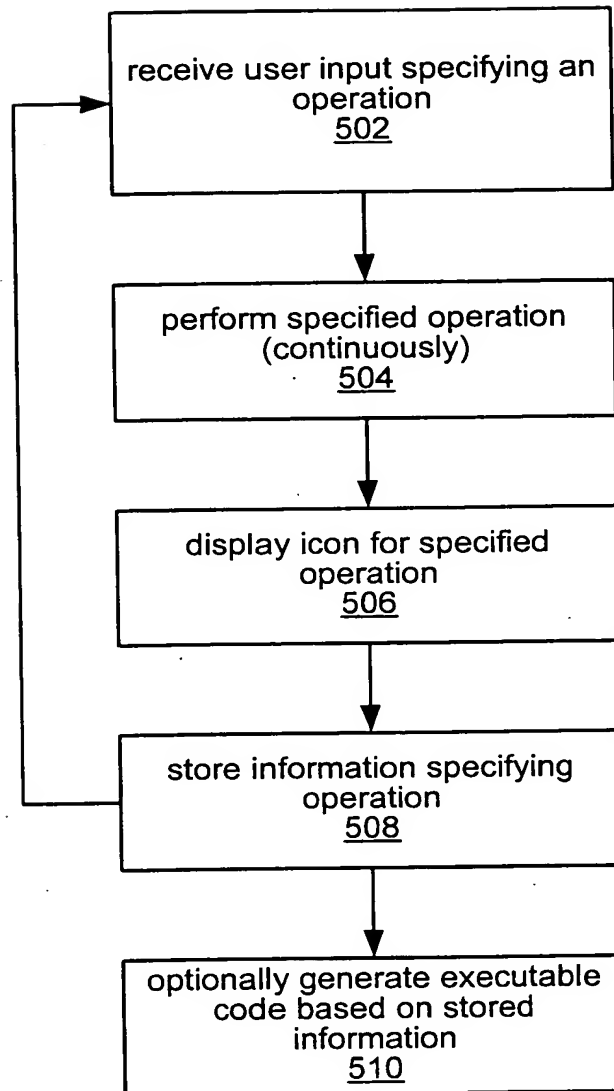 receive user input specifying an
operation
502
perform specified operation
(continuously)
504
display icon for specified
operation
506
store information specifying
operation
508
optionally generate executable
code based on stored
information
510